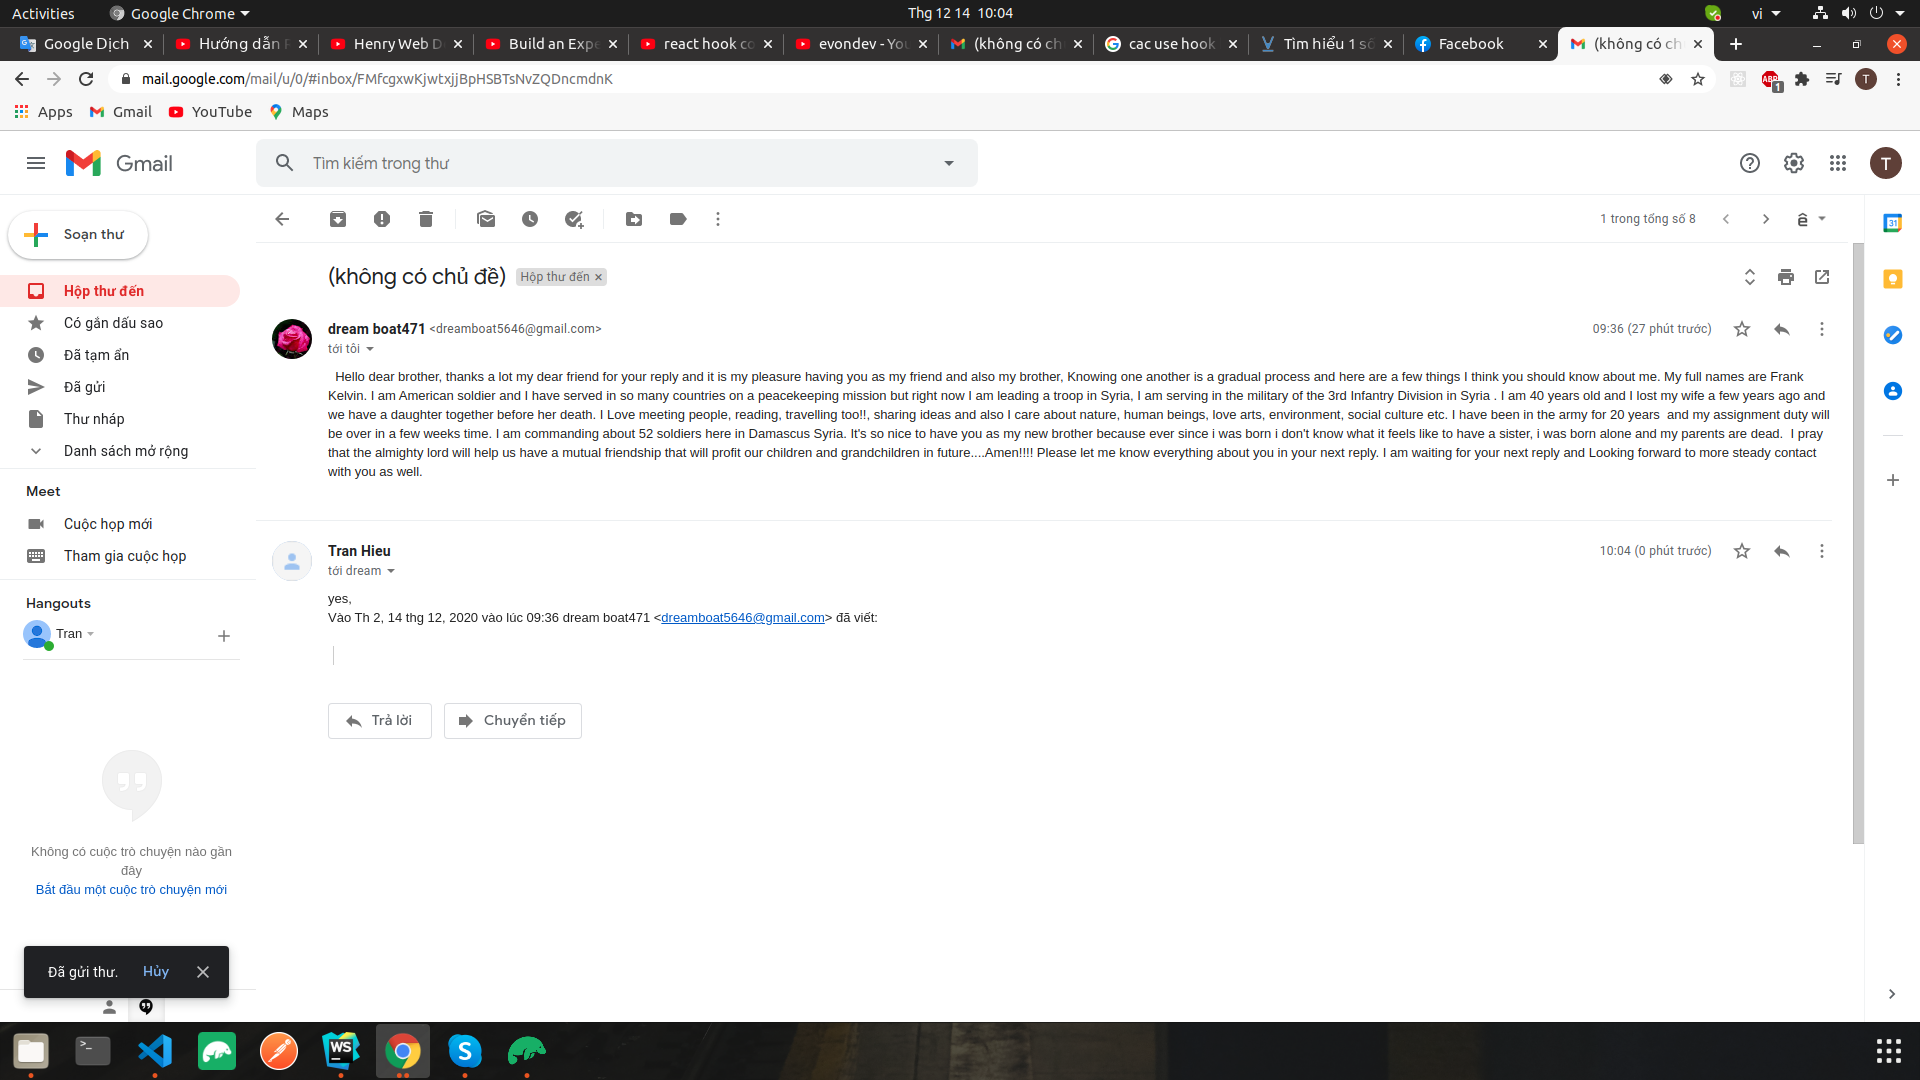 Activities
Google Chrome
Thg 12 14 10:04
vi
Google Dịch
Hướng dẫn
Henry Web D
Build an Expe
react hook co
evondev - You
(không có ch
cac use hook
Tìm hiểu 1 số
Facebook
(không có ch
mail.google.com/mail/u/0/#inbox/FMfcgxwKjwtxjjBpHSBTsNvZQDncmdnK
ABP
1
T
Apps
Gmail
YouTube
Maps
Gmail
Tìm kiếm trong thư
T
Soạn thư
1 trong tổng số 8
ê
31
Hộp thư đến
Có gắn dấu sao
Đã tạm ẩn
Đã gửi
Thư nháp
Danh sách mở rộng
Meet
Cuộc họp mới
Tham gia cuộc họp
Hangouts
Tran
Không có cuộc trò chuyện nào gần
đây
Bắt đầu một cuộc trò chuyện mới
Đã gửi thư.
Hủy
(không có chủ đề)
Hộp thư đến
dream boat471 <dreamboat5646@gmail.com>
09:36 (27 phút trước)
tới tôi
Hello dear brother, thanks a lot my dear friend for your reply and it is my pleasure having you as my friend and also my brother, Knowing one another is a gradual process and here are a few things I think you should know about me. My full names are Frank
Kelvin. I am American soldier and I have served in so many countries on a peacekeeping mission but right now I am leading a troop in Syria, I am serving in the military of the 3rd Infantry Division in Syria . I am 40 years old and I lost my wife a few years ago and
we have a daughter together before her death. I Love meeting people, reading, travelling too!!, sharing ideas and also I care about nature, human beings, love arts, environment, social culture etc. I have been in the army for 20 years  and my assignment duty will
be over in a few weeks time. I am commanding about 52 soldiers here in Damascus Syria. It's so nice to have you as my new brother because ever since i was born i don't know what it feels like to have a sister, i was born alone and my parents are dead.  I pray
that the almighty lord will help us have a mutual friendship that will profit our children and grandchildren in future....Amen!!!! Please let me know everything about you in your next reply. I am waiting for your next reply and Looking forward to more steady contact
with you as well.
Tran Hieu
10:04 (0 phút trước)
tới dream
yes,
Vào Th 2, 14 thg 12, 2020 vào lúc 09:36 dream boat471 <dreamboat5646@gmail.com> đã viết:
Trả lời
Chuyển tiếp
>_
WS
S